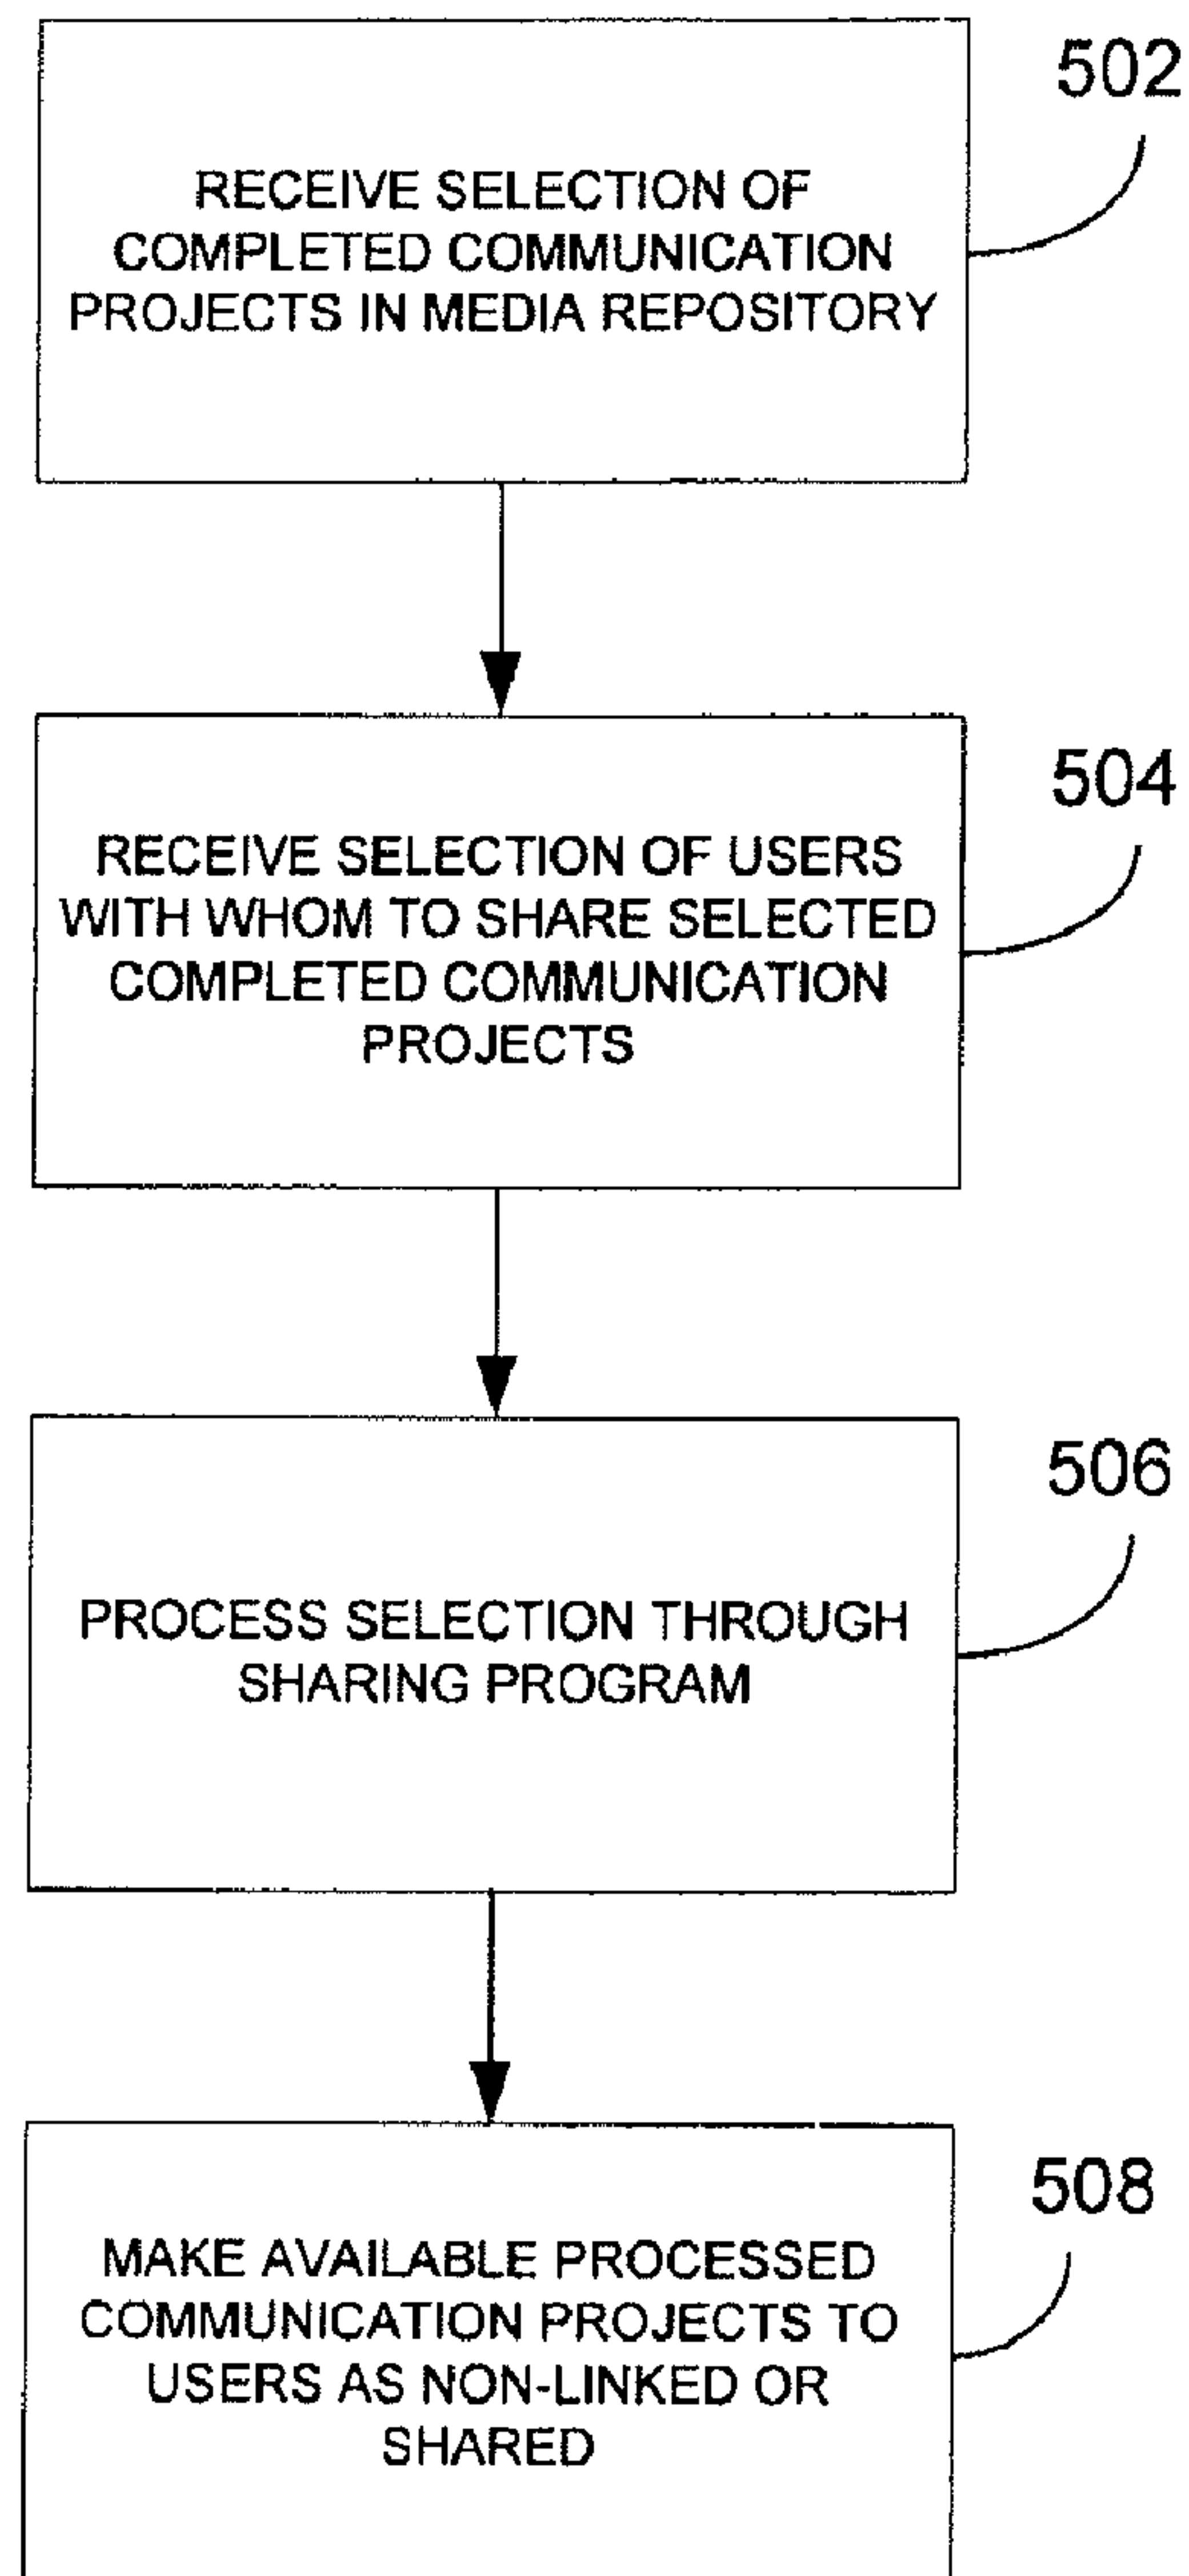 502
RECEIVE SELECTION OF
COMPLETED COMMUNICATION
PROJECTS IN MEDIA REPOSITORY
504
RECEIVE SELECTION OF USERS
WITH WHOM TO SHARE SELECTED
COMPLETED COMMUNICATION
PROJECTS
506
PROCESS SELECTION THROUGH
SHARING PROGRAM
508
MAKE AVAILABLE PROCESSED
COMMUNICATION PROJECTS TO
USERS AS NON-LINKED OR
SHARED